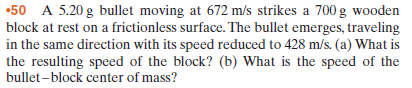 •50 A 5.20 g bullet moving at 672 m/s strikes a 700 g wooden
block at rest on a frictionless surface. The bullet emerges, traveling
in the same direction with its speed reduced to 428 m/s. (a) What is
the resulting speed of the block? (b) What is the speed of the
bullet–block center of mass?